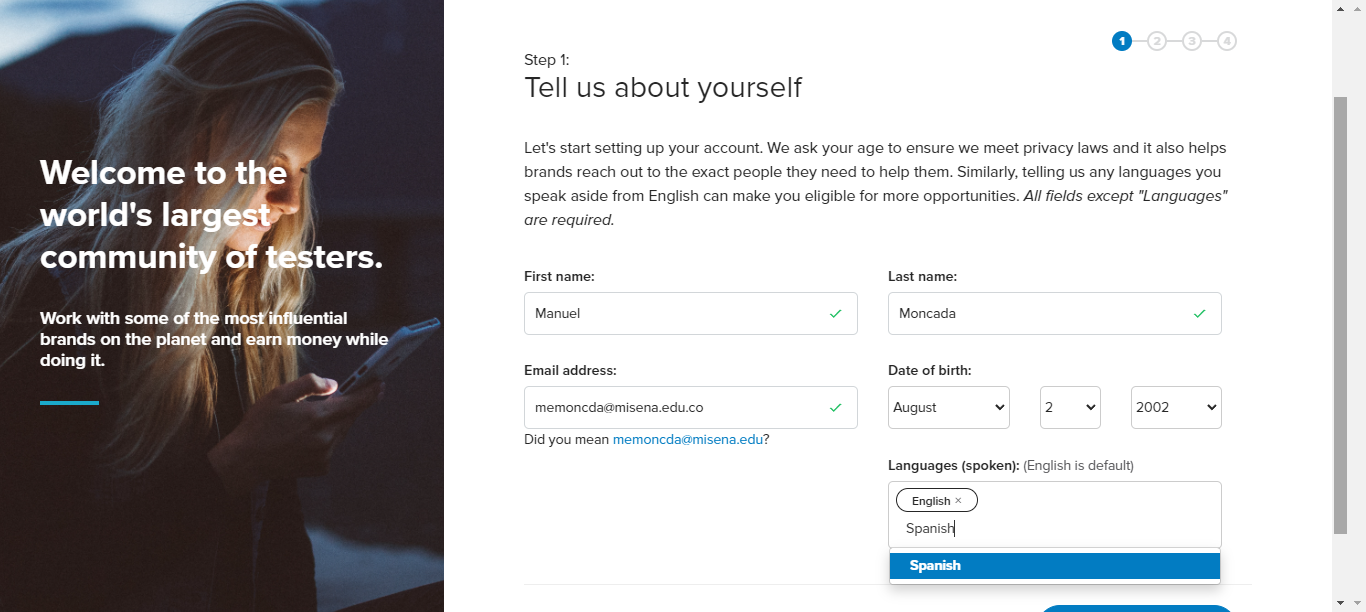 Welcome to the
world's largest
community of testers.
Work with some of the most influential
brands on the planet and earn money while
doing it.
1 2 3 4
Step 1:
Tell us about yourself
Let's start setting up your account. We ask your age to ensure we meet privacy laws and it also helps
brands reach out to the exact people they need to help them. Similarly, telling us any languages you
speak aside from English can make you eligible for more opportunities. All fields except "Languages"
are required.
First name:
Manuel
Last name:
Moncada
Email address:
memoncda@misena.edu.co
Did you mean memoncda@misena.edu?
Date of birth:
August 2 2002
Languages (spoken): (English is default)
English ×
Spanish
Spanish